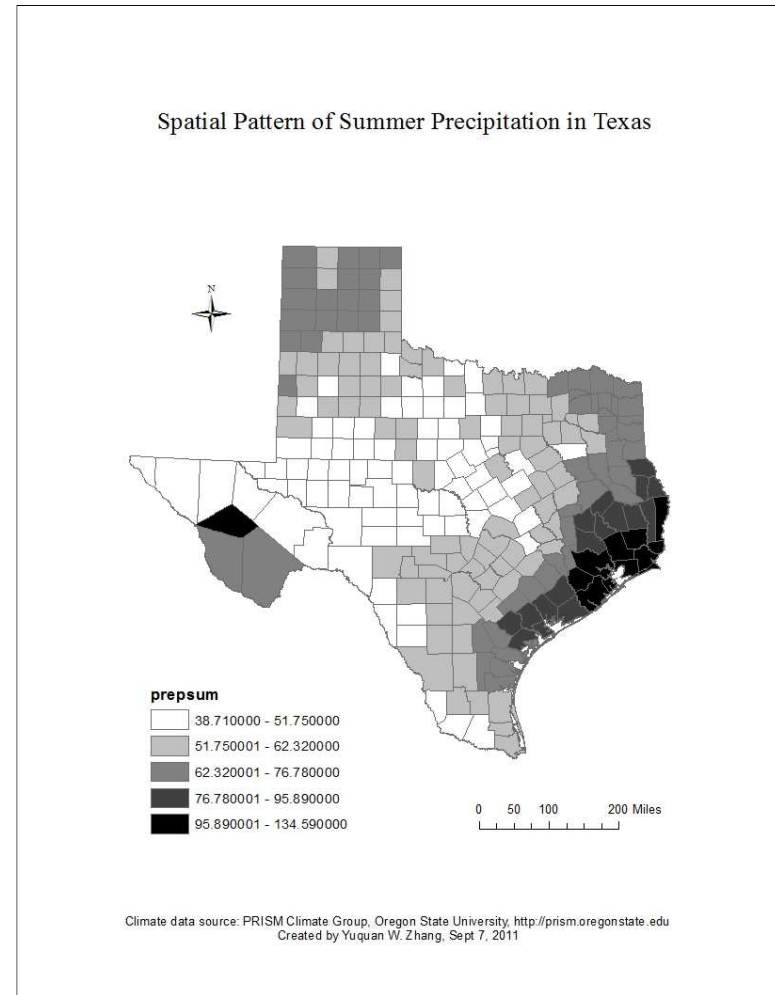 Spatial Pattern of Summer Precipitation in Texas
N
prepsum
38.710000 - 51.750000
51.750001 - 62.320000
62.320001 - 76.780000
76.780001 - 95.890000
95.890001 - 134.590000
0 50 100 200 Miles
Climate data source: PRISM Climate Group, Oregon State University, http://prism.oregonstate.edu
Created by Yuquan W. Zhang, Sept 7, 2011